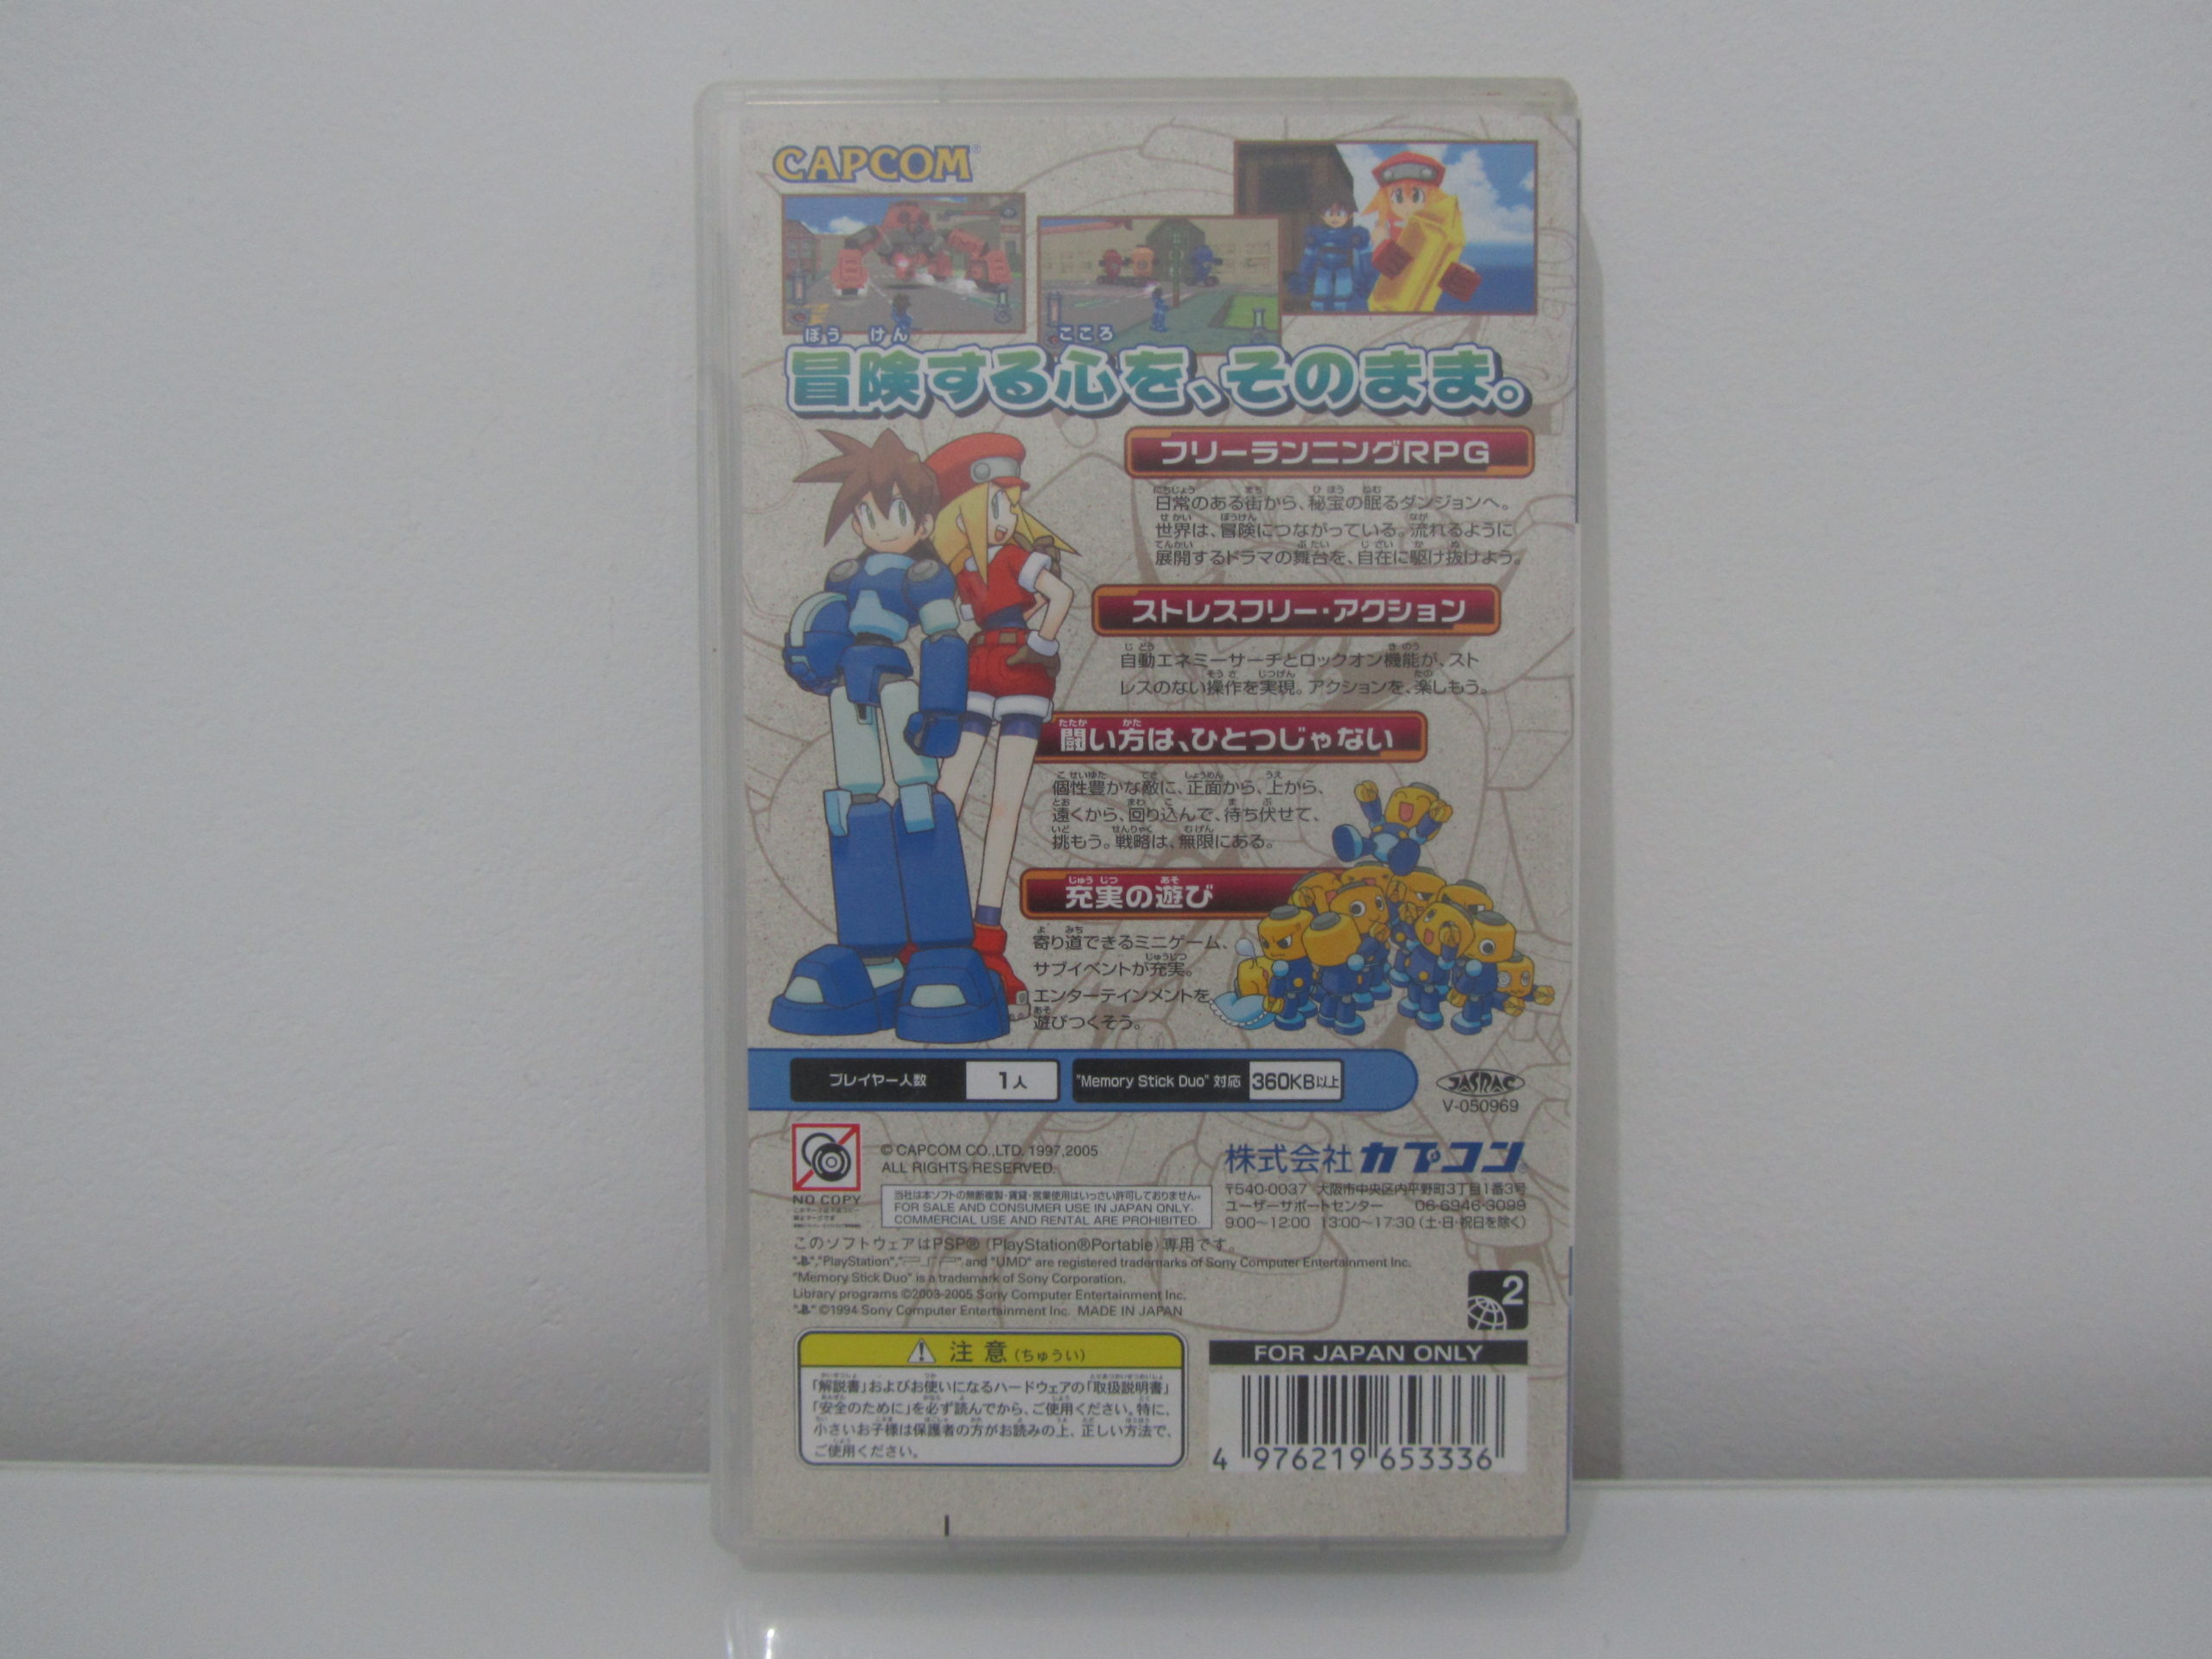 CAPCOM®
冒険する心を、そのまま。
フリーランニングRPG
日常のある街から、秘宝の眠るダンジョンへ。
世界は、冒険につながっている。流れるように
展開するドラマの舞台を、自在に駆け抜けよう。
ストレスフリー・アクション
自動エネミーサーチとロックオン機能が、スト
レスのない操作を実現。アクションを、楽しもう。
闘い方は、ひとつじゃない
個性豊かな敵に、正面から、上から、
遠くから、回り込んで、待ち伏せて、
挑もう。戦略は、無限にある。
充実の遊び
寄り道できるミニゲーム、
サブイベントが充実。
エンターテインメントを
遊びつくそう。
プレイヤー人数 1人 "Memory Stick Duo" 対応 360KB以上
JASRAC
V-050969
NO COPY
© CAPCOM CO.,LTD. 1997,2005
ALL RIGHTS RESERVED.
当社は本ソフトの無断複製・賃貸・営業使用はいっさい許可しておりません。
FOR SALE AND CONSUMER USE IN JAPAN ONLY.
COMMERCIAL USE AND RENTAL ARE PROHIBITED.
株式会社カプコン
〒540-0037 大阪市中央区内平野町3丁目1番3号
ユーザーサポートセンター 06-6946-3099
9:00〜12:00 13:00〜17:30（土・日・祝日を除く）
このソフトウェアはPSP®（PlayStation®Portable）専用です。
"PlayStation", and "UMD" are registered trademarks of Sony Computer Entertainment Inc.
"Memory Stick Duo" is a trademark of Sony Corporation.
Library programs ©2003-2005 Sony Computer Entertainment Inc.
©1994 Sony Computer Entertainment Inc. MADE IN JAPAN
2
注意（ちゅうい）
「解説書」およびお使いになるハードウェアの「取扱説明書」
「安全のために」を必ず読んでから、ご使用ください。特に、
小さいお子様は保護者の方がお読みの上、正しい方法で、
ご使用ください。
FOR JAPAN ONLY
4 976219 653336